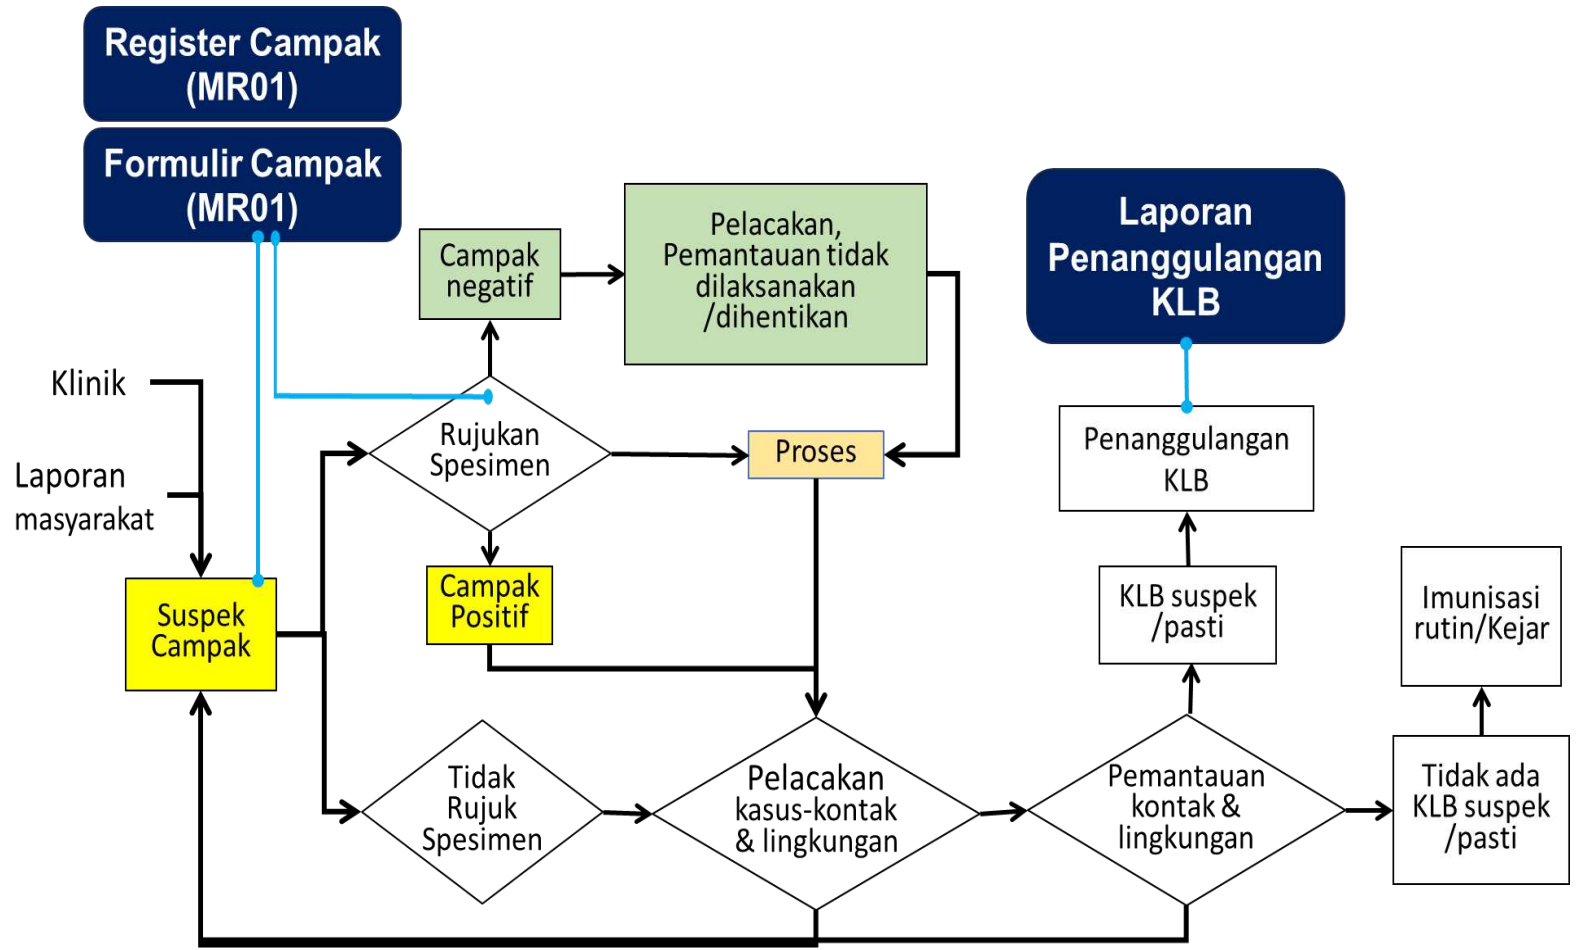 Register Campak
(MR01)
Formulir Campak
(MR01)
Klinik
Laporan
masyarakat
Suspek
Campak
Campak
negatif
Pelacakan,
Pemantauan tidak
dilaksanakan
/dihentikan
Rujukan
Spesimen
Proses
Campak
Positif
Tidak
Rujuk
Spesimen
Pelacakan
kasus-kontak
& lingkungan
Pemantauan
kontak &
lingkungan
Laporan
Penanggulangan
KLB
Penanggulangan
KLB
KLB suspek
/pasti
Imunisasi
rutin/Kejar
Tidak ada
KLB suspek
/pasti